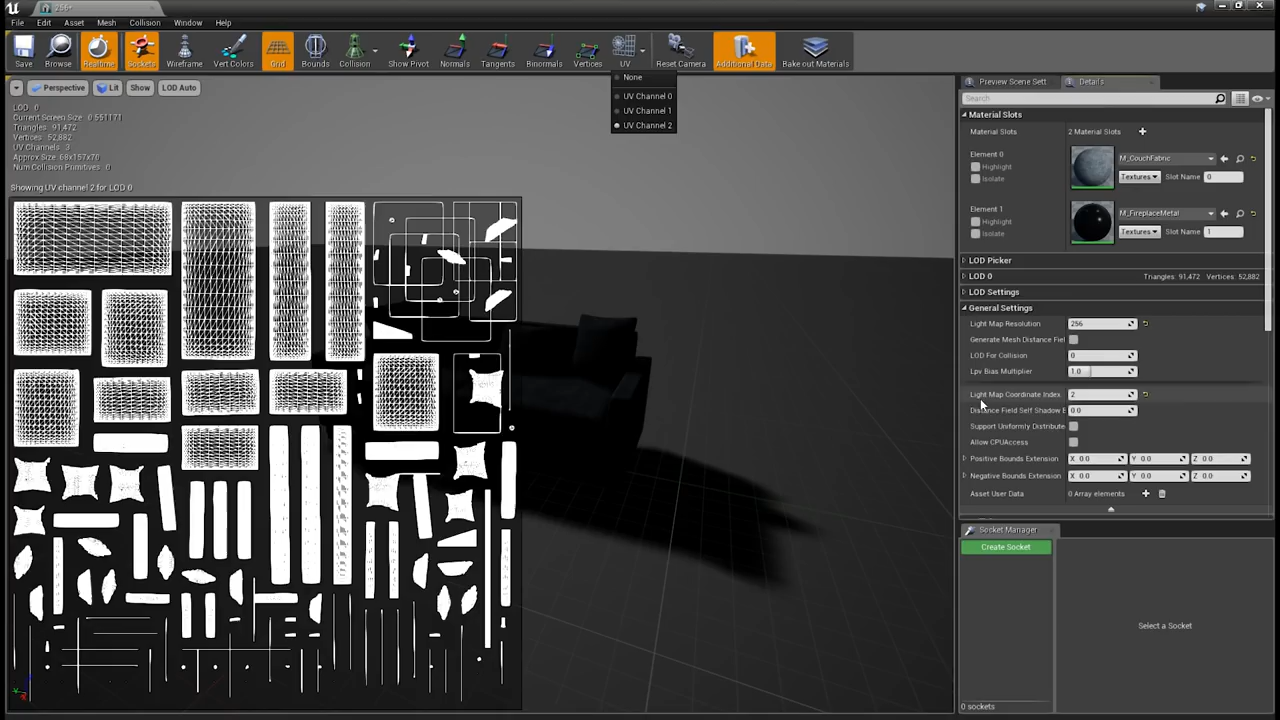 256*
File Edit Asset Mesh Collision Window Help
Save Browse Realtime Sockets Wireframe Vert Colors Grid Bounds Collision Show Pivot Normals Tangents Binormals Vertices UV Reset Camera Additional Data Bake out Materials
None
UV Channel 0
UV Channel 1
UV Channel 2
Perspective Lit Show LOD Auto
LOD: 0
Current Screen Size: 0.551171
Triangles: 91,472
Vertices: 52,882
UV Channels: 3
Approx Size: 68x157x70
Num Collision Primitives: 0
Showing UV channel 2 for LOD 0
Preview Scene Sett Details
Search
Material Slots
Material Slots 2 Material Slots
Element 0
Highlight
Isolate
M_CouchFabric
Textures Slot Name 0
Element 1
Highlight
Isolate
M_FireplaceMetal
Textures Slot Name 1
LOD Picker
LOD 0 Triangles: 91,472 Vertices: 52,882
LOD Settings
General Settings
Light Map Resolution 256
Generate Mesh Distance Fiel
LOD For Collision 0
Lpv Bias Multiplier 1.0
Light Map Coordinate Index 2
Distance Field Self Shadow B 0.0
Support Uniformly Distribute
Allow CPUAccess
Positive Bounds Extension X 0.0 Y 0.0 Z 0.0
Negative Bounds Extension X 0.0 Y 0.0 Z 0.0
Asset User Data 0 Array elements
Socket Manager
Create Socket
Select a Socket
0 sockets